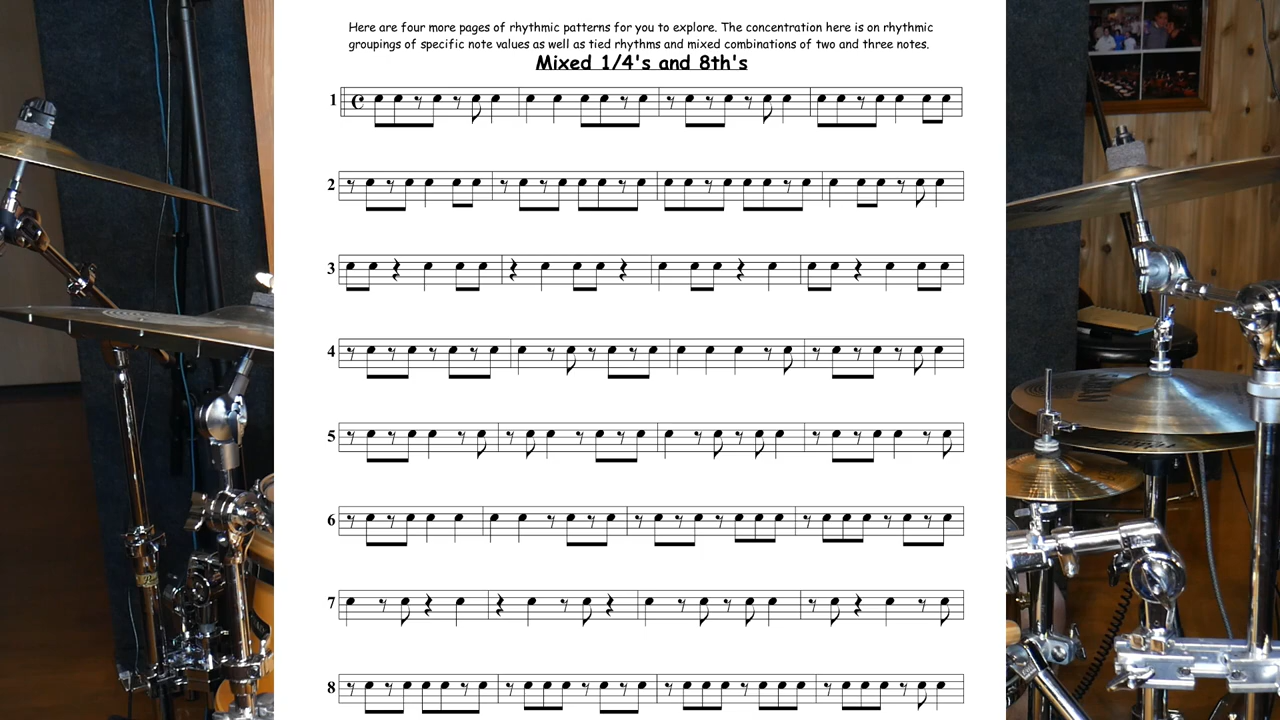 Here are four more pages of rhythmic patterns for you to explore. The concentration here is on rhythmic
groupings of specific note values as well as tied rhythms and mixed combinations of two and three notes.
Mixed 1/4's and 8th's
1
2
3
4
5
6
7
8